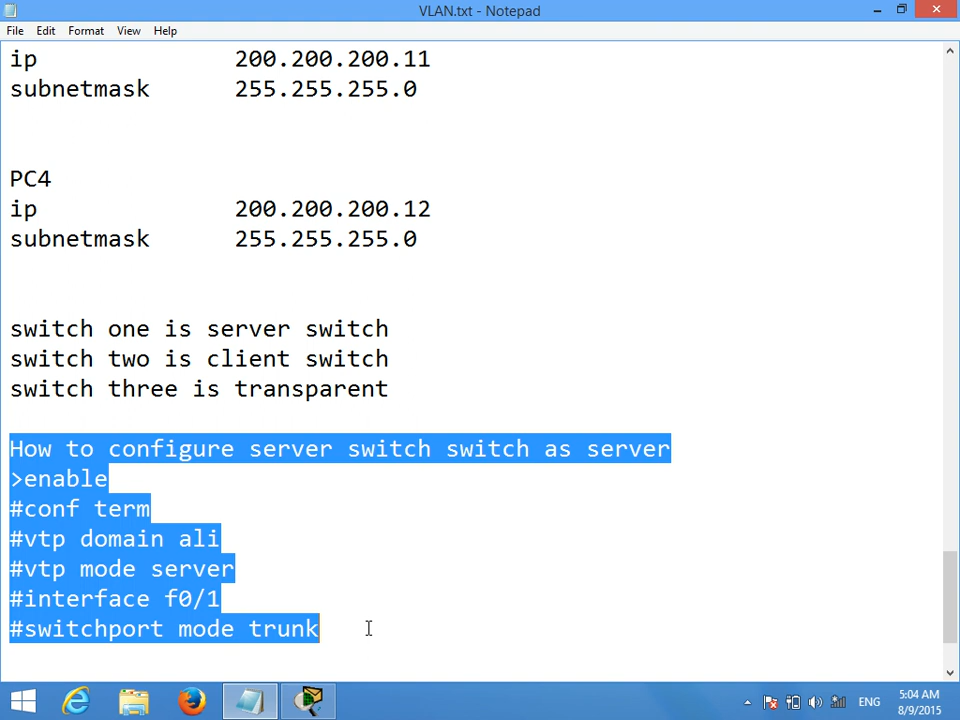 VLAN.txt - Notepad
File Edit Format View Help
ip 200.200.200.11
subnetmask 255.255.255.0
PC4
ip 200.200.200.12
subnetmask 255.255.255.0
switch one is server switch
switch two is client switch
switch three is transparent
How to configure server switch switch as server
>enable
#conf term
#vtp domain ali
#vtp mode server
#interface f0/1
#switchport mode trunk
ENG
5:04 AM
8/9/2015